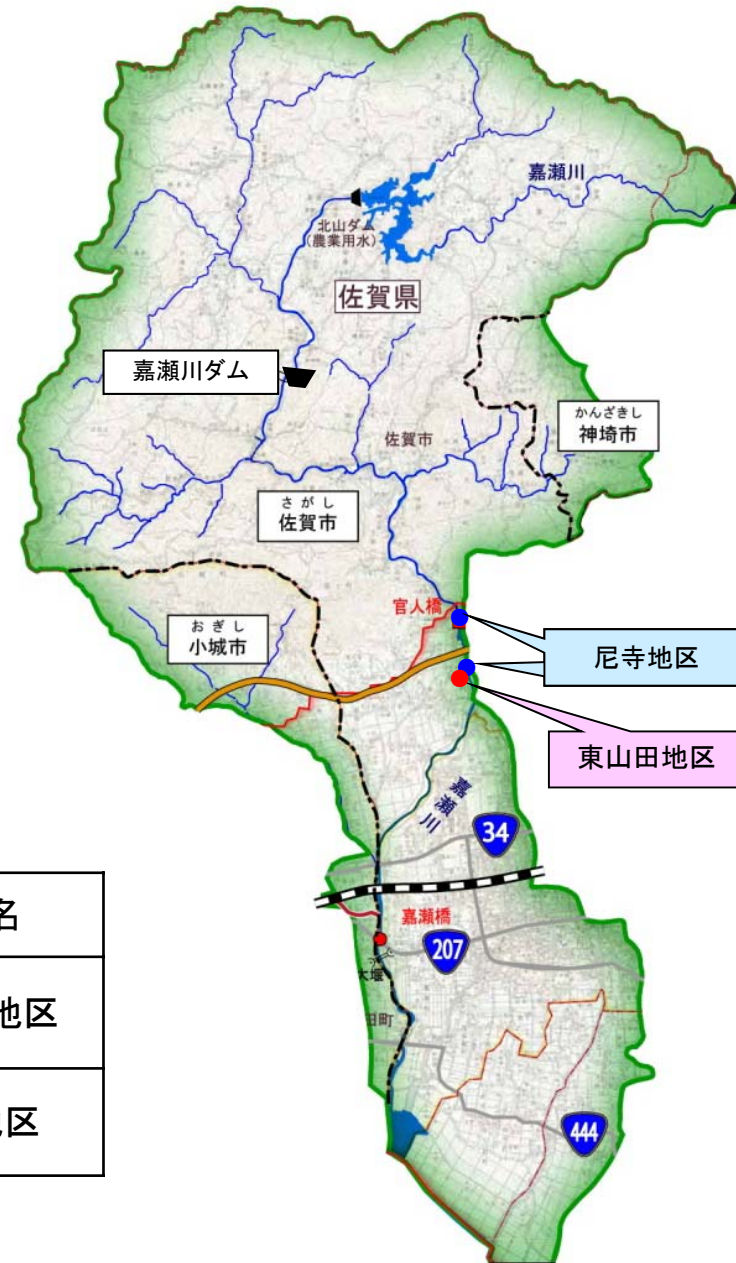 嘉瀬川
北山ダム
(農業用水)
佐賀県
嘉瀬川ダム
かんざきし
神埼市
佐賀市
さがし
佐賀市
官人橋
おぎし
小城市
尼寺地区
東山田地区
嘉瀬川
34
名
嘉瀬橋
207
大堰
地区
田町
区
444